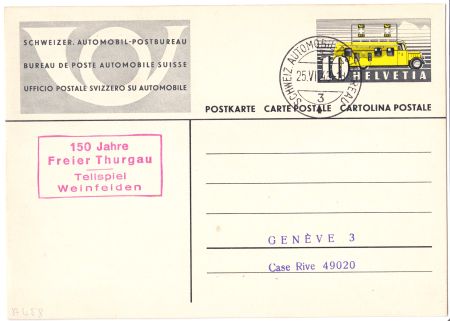 SCHWEIZER. AUTOMOBIL-POSTBUREAU
BUREAU DE POSTE AUTOMOBILE SUISSE
UFFICIO POSTALE SVIZZERO SU AUTOMOBILE
10
HELVETIA
SCHWEIZ AUTOMOBIL
25.VI
3
POSTKARTE CARTE POSTALE CARTOLINA POSTALE
150 Jahre
Freier Thurgau
Tellspiel
Weinfelden
GENÈVE 3
Case Rive 49020